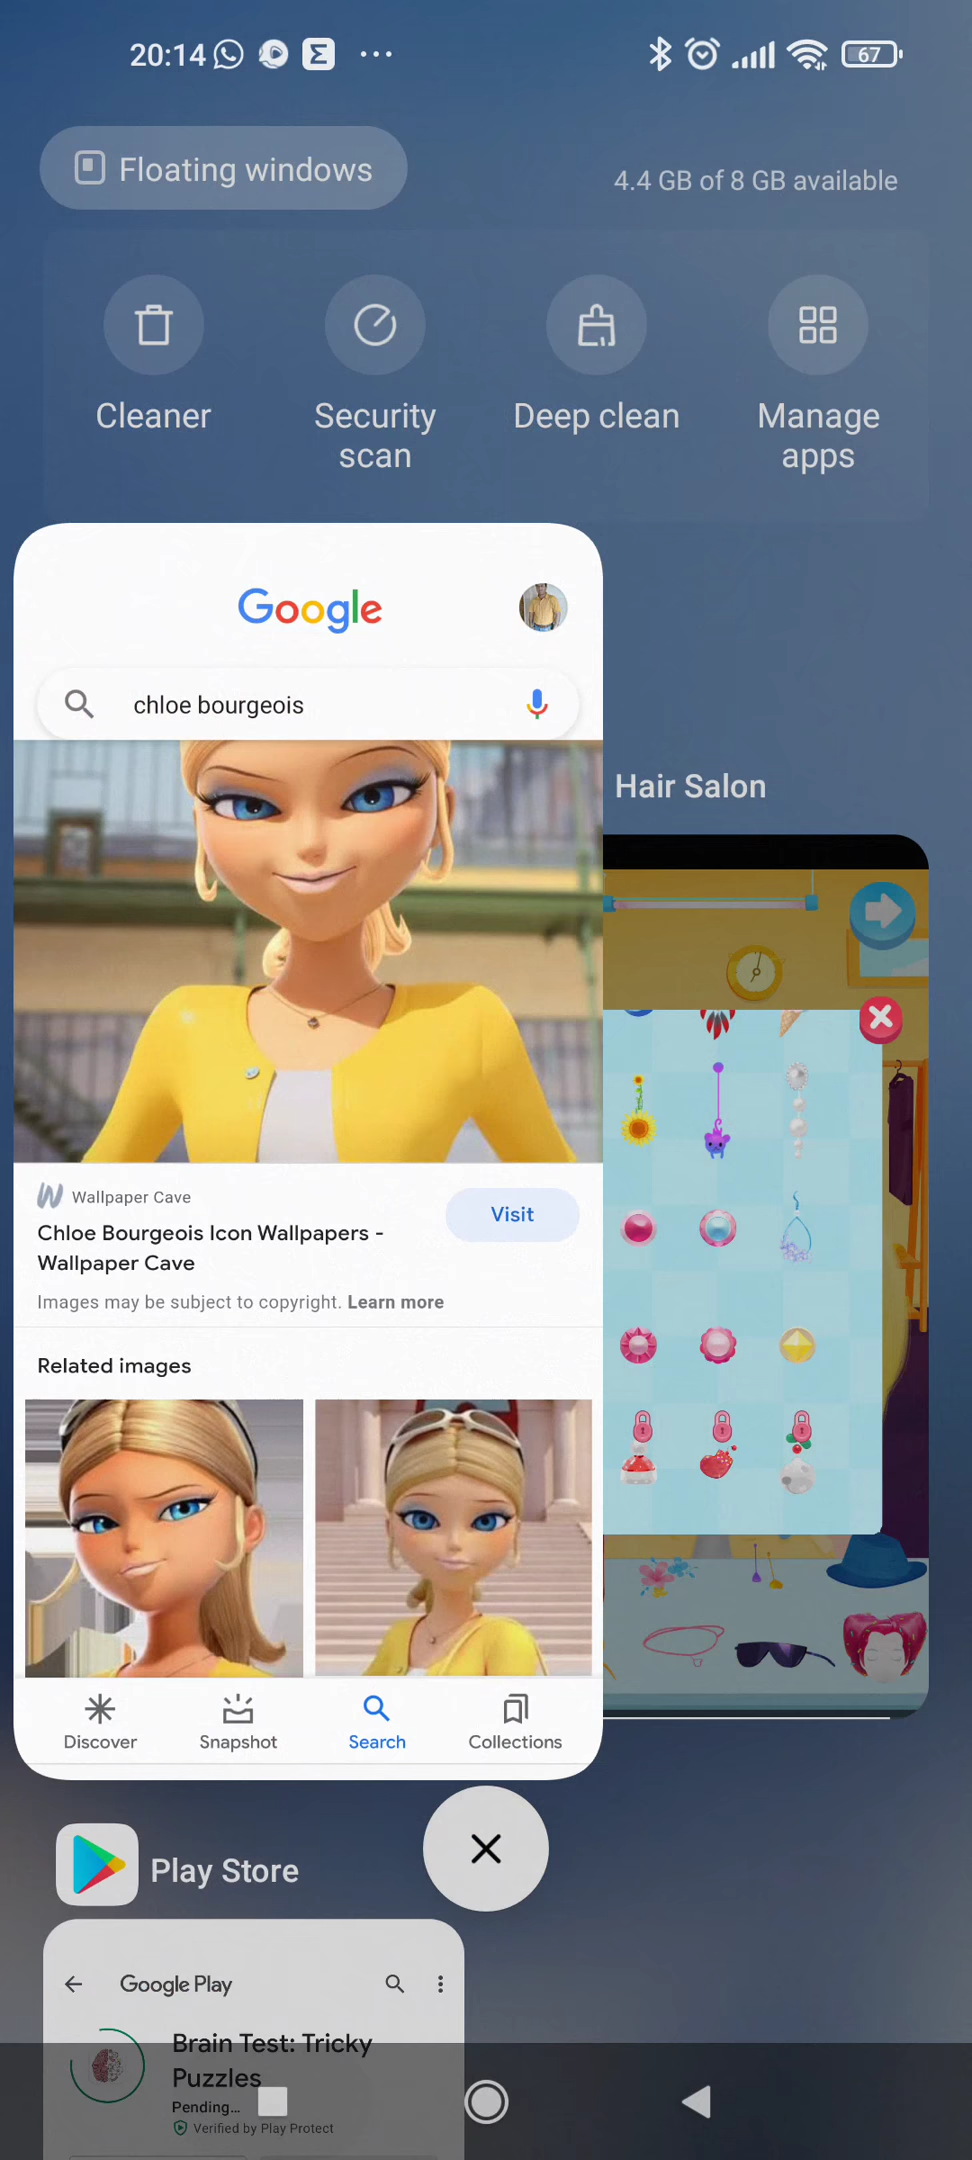 20:14
67
Floating windows
4.4 GB of 8 GB available
Cleaner
Security
scan
Deep clean
Manage
apps
Google
chloe bourgeois
Hair Salon
Wallpaper Cave
Visit
Chloe Bourgeois Icon Wallpapers -
Wallpaper Cave
Images may be subject to copyright. Learn more
Related images
Discover
Snapshot
Search
Collections
Play Store
Google Play
Brain Test: Tricky
Puzzles
Pending...
Verified by Play Protect